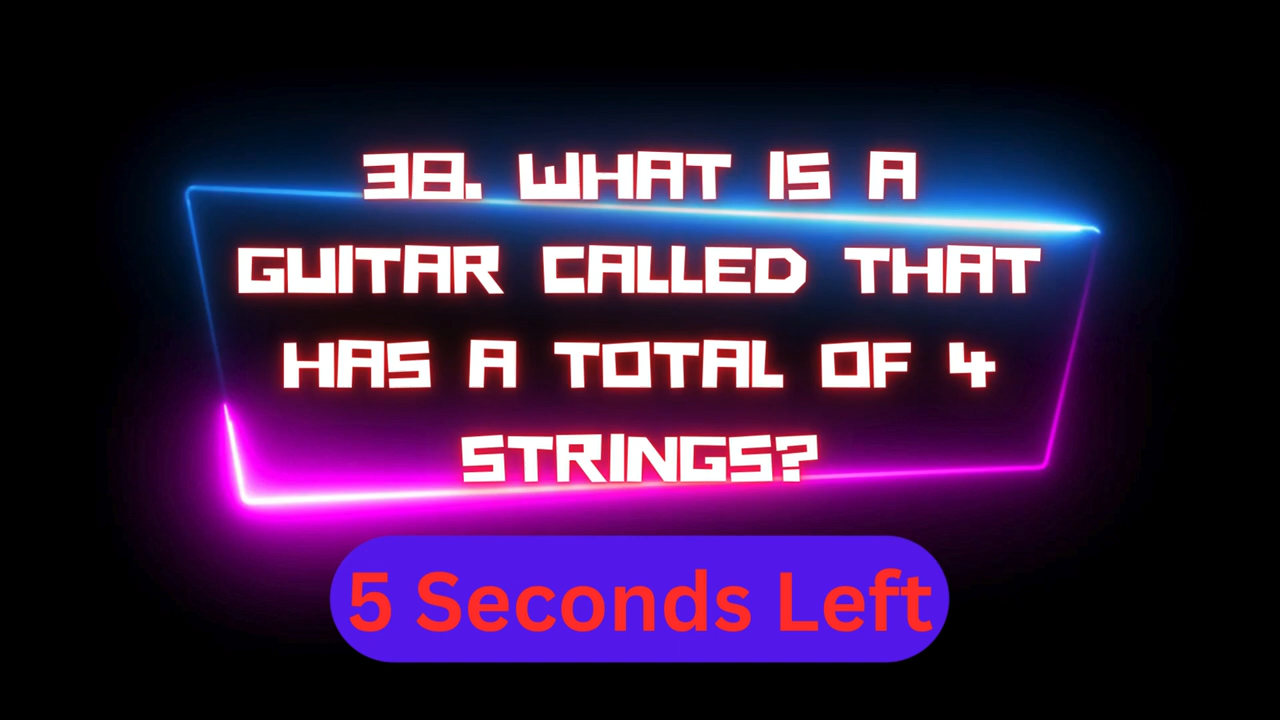 38. WHAT IS A
GUITAR CALLED THAT
HAS A TOTAL OF 4
STRINGS?
5 Seconds Left